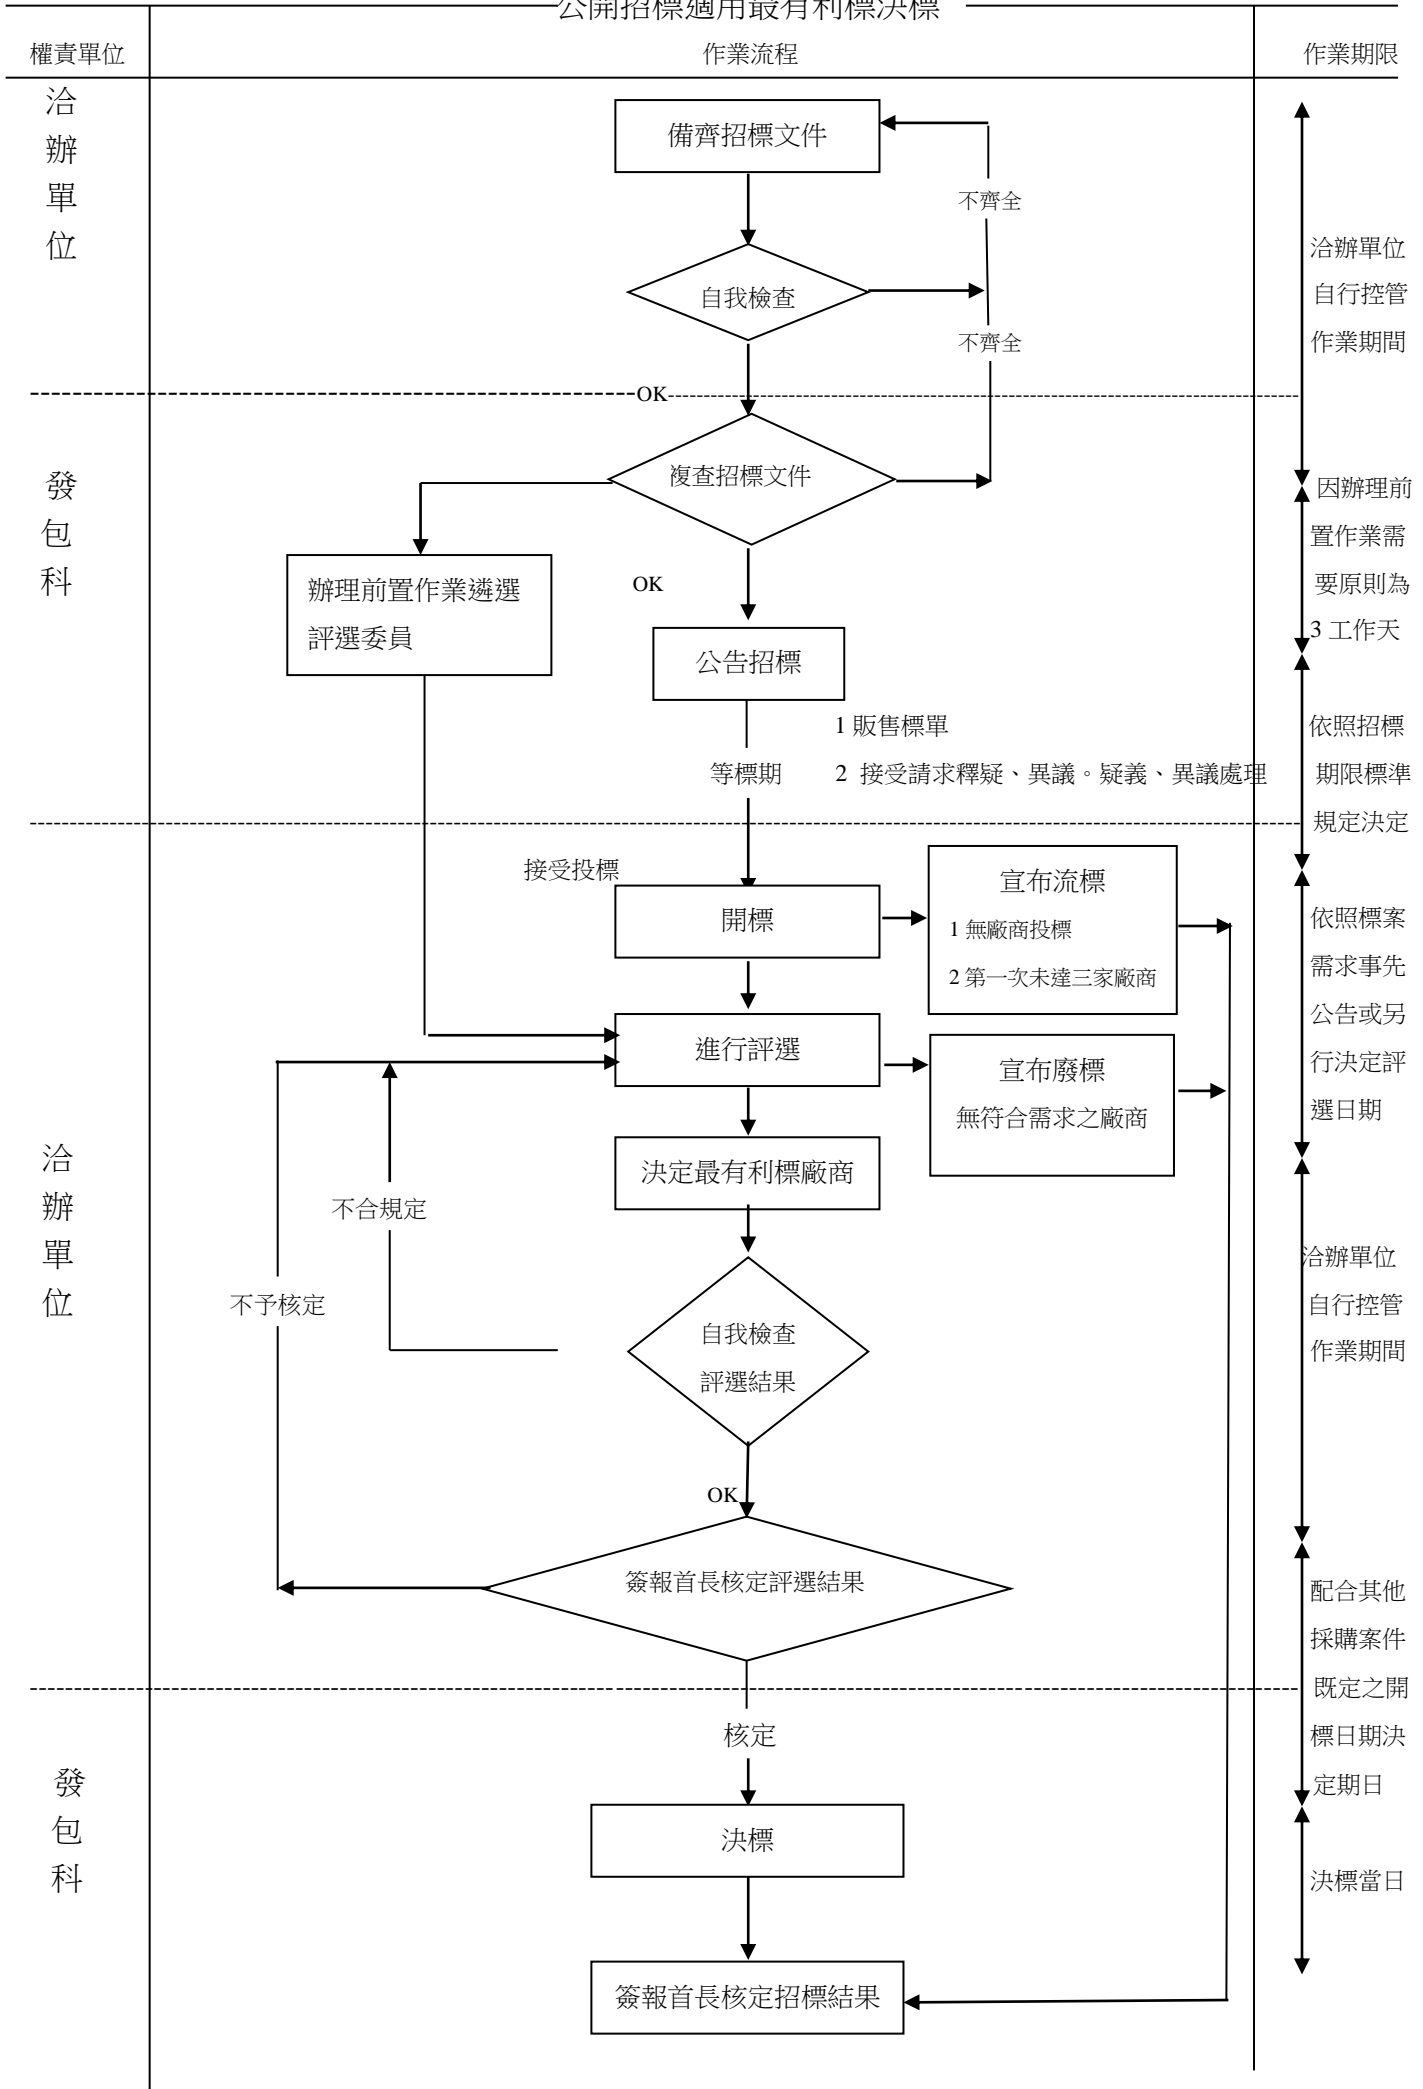 公開招標適用最有利標決標
權責單位
作業流程
作業期限
洽
辦
單
位
備齊招標文件
不齊全
自我檢查
不齊全
洽辦單位
自行控管
作業期間
OK
發
包
科
複查招標文件
因辦理前
置作業需
要原則為
3 工作天
辦理前置作業遴選
評選委員
OK
公告招標
1 販售標單
等標期
2 接受請求釋疑、異議。疑義、異議處理
依照招標
期限標準
規定決定
洽
辦
單
位
接受投標
開標
宣布流標
1 無廠商投標
2 第一次未達三家廠商
依照標案
需求事先
公告或另
行決定評
選日期
進行評選
宣布廢標
無符合需求之廠商
決定最有利標廠商
不合規定
不予核定
自我檢查
評選結果
洽辦單位
自行控管
作業期間
OK
簽報首長核定評選結果
配合其他
採購案件
既定之開
標日期決
定期日
發
包
科
核定
決標
決標當日
簽報首長核定招標結果